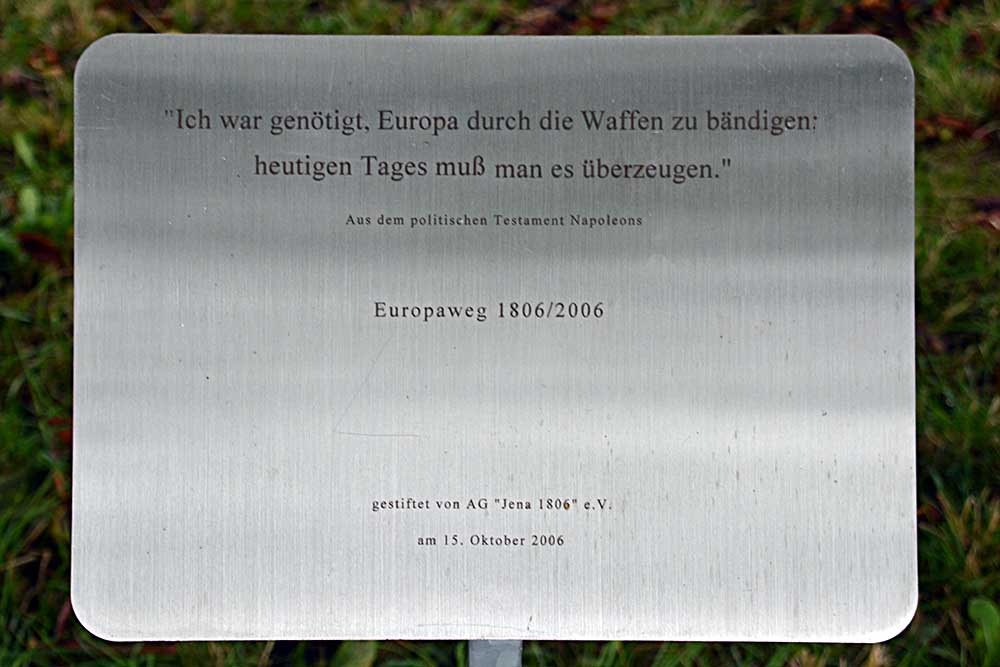 "Ich war genötigt, Europa durch die Waffen zu bändigen;
heutigen Tages muß man es überzeugen."
Aus dem politischen Testament Napoleons
Europaweg 1806/2006
gestiftet von AG "Jena 1806" e.V.
am 15. Oktober 2006